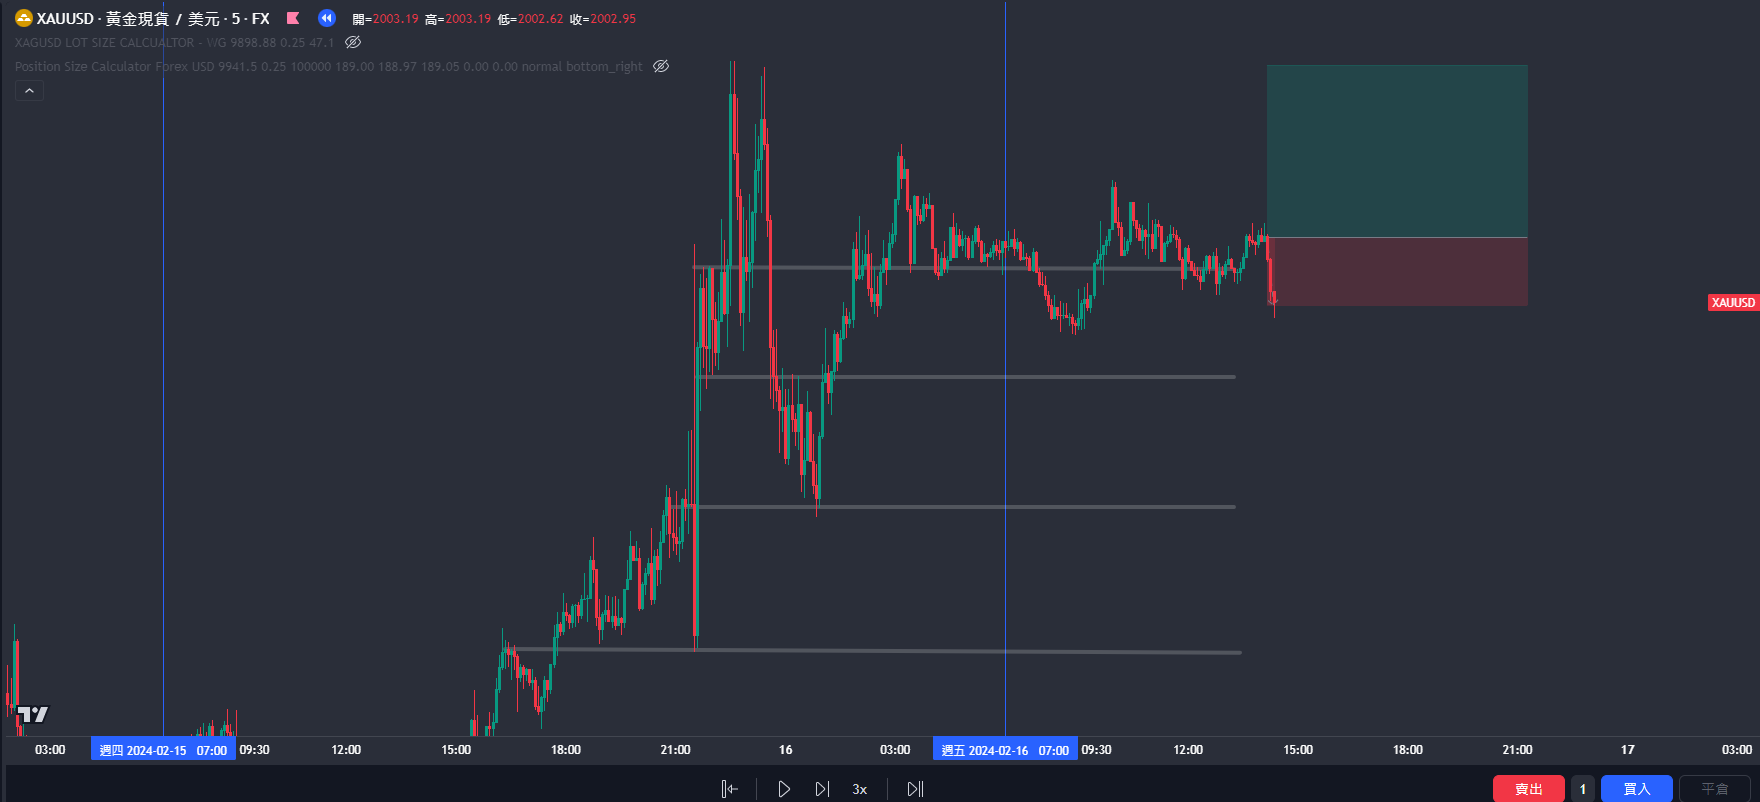 XAUUSD · 黃金現貨 / 美元 · 5 · FX 開=2003.19 高=2003.19 低=2002.62 收=2002.95
XAGUSD LOT SIZE CALCUALTOR - WG 9898.88 0.25 47.1
Position Size Calculator Forex USD 9941.5 0.25 100000 189.00 188.97 189.05 0.00 0.00 normal bottom_right
XAUUSD
03:00 週四 2024-02-15 07:00 09:30 12:00 15:00 18:00 21:00 16 03:00 週五 2024-02-16 07:00 09:30 12:00 15:00 18:00 21:00 17 03:00
3x 賣出 1 買入 平倉